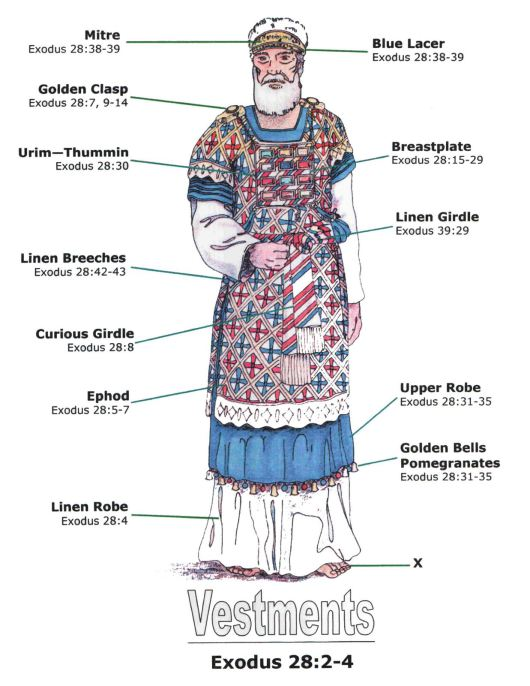 Mitre
Exodus 28:38-39
Blue Lacer
Exodus 28:38-39
Golden Clasp
Exodus 28:7, 9-14
Urim—Thummin
Exodus 28:30
Breastplate
Exodus 28:15-29
Linen Girdle
Exodus 39:29
Linen Breeches
Exodus 28:42-43
Curious Girdle
Exodus 28:8
Ephod
Exodus 28:5-7
Upper Robe
Exodus 28:31-35
Golden Bells
Pomegranates
Exodus 28:31-35
Linen Robe
Exodus 28:4
X
Vestments
Exodus 28:2-4